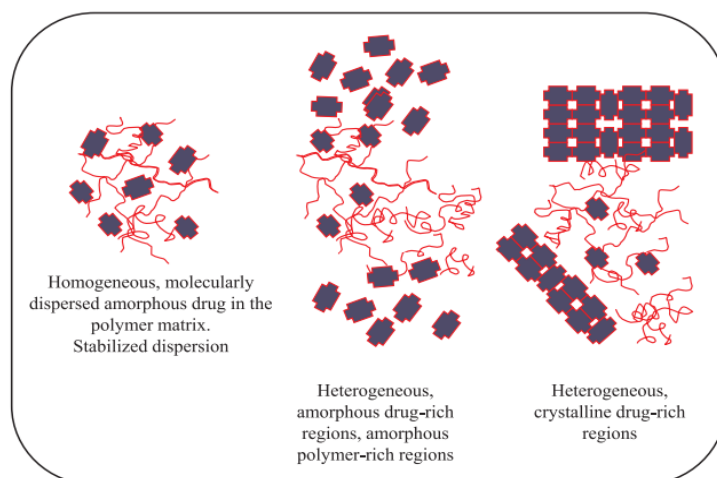 Homogeneous, molecularly
dispersed amorphous drug in the
polymer matrix.
Stabilized dispersion
Heterogeneous,
amorphous drug-rich
regions, amorphous
polymer-rich regions
Heterogeneous,
crystalline drug-rich
regions